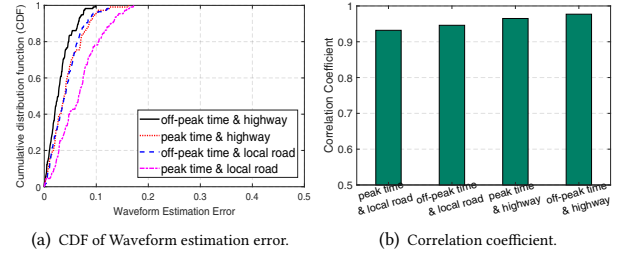 Cumulative distribution function (CDF)
1
0.8
0.6
0.4
0.2
0
off-peak time & highway
peak time & highway
off-peak time & local road
peak time & local road
0 0.1 0.2 0.3 0.4 0.5
Waveform Estimation Error
(a) CDF of Waveform estimation error.
Correlation Coefficient
1
0.9
0.8
0.7
0.6
0.5
peak time
& local road
off-peak time
& local road
peak time
& highway
off-peak time
& highway
(b) Correlation coefficient.